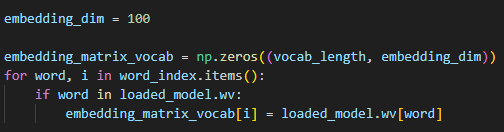 embedding_dim = 100

embedding_matrix_vocab = np.zeros((vocab_length, embedding_dim))
for word, i in word_index.items():
    if word in loaded_model.wv:
        embedding_matrix_vocab[i] = loaded_model.wv[word]